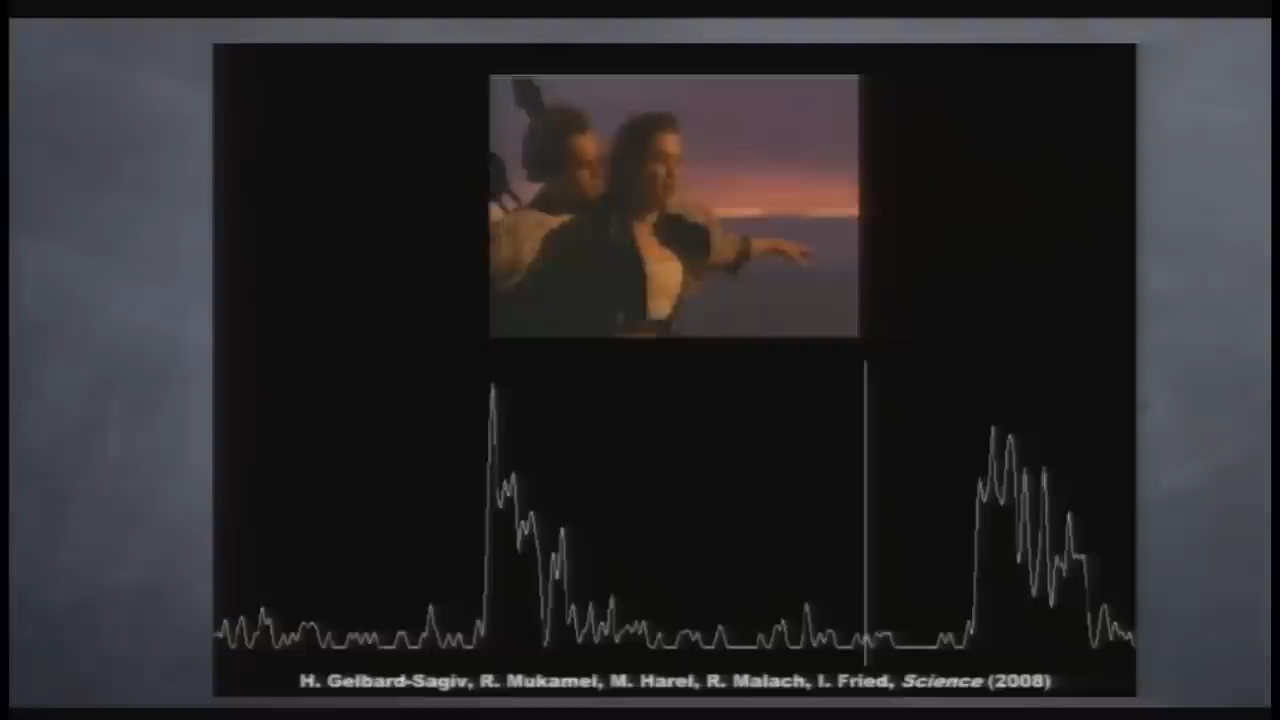 H. Gelbard-Sagiv, R. Mukamel, M. Harel, R. Malach, I. Fried, Science (2008)